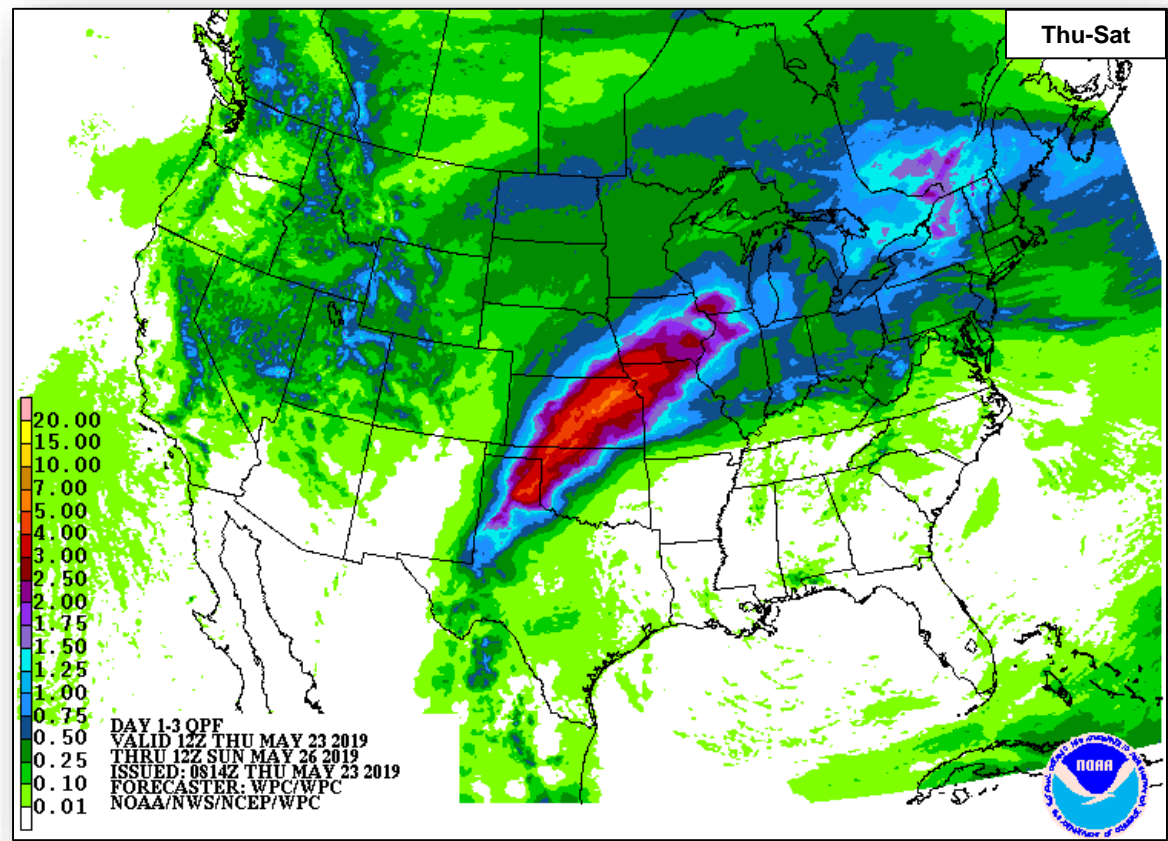 Thu-Sat
20.00
15.00
10.00
7.00
5.00
4.00
3.00
2.50
2.00
1.75
1.50
1.25
1.00
0.75
0.50
0.25
0.10
0.01
DAY 1-3 QPF
VALID 12Z THU MAY 23 2019
THRU 12Z SUN MAY 26 2019
ISSUED: 0814Z THU MAY 23 2019
FORECASTER: WPC/WPC
NOAA/NWS/NCEP/WPC
NOAA